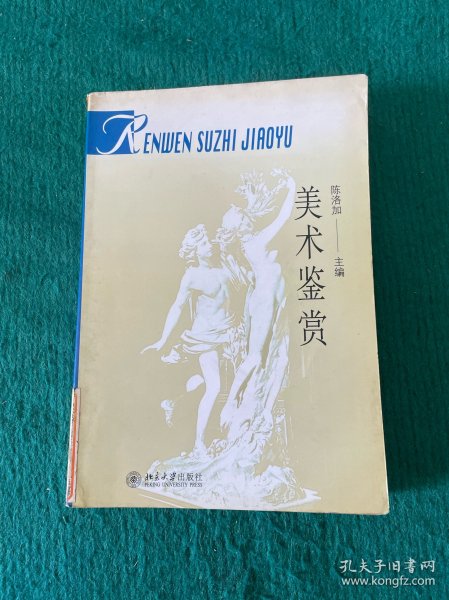 RENWEN SUZHI JIAOYU
美术鉴赏
陈洛加——主编
北京大学出版社
PEKING UNIVERSITY PRESS
孔夫子旧书网
www.kongfz.com